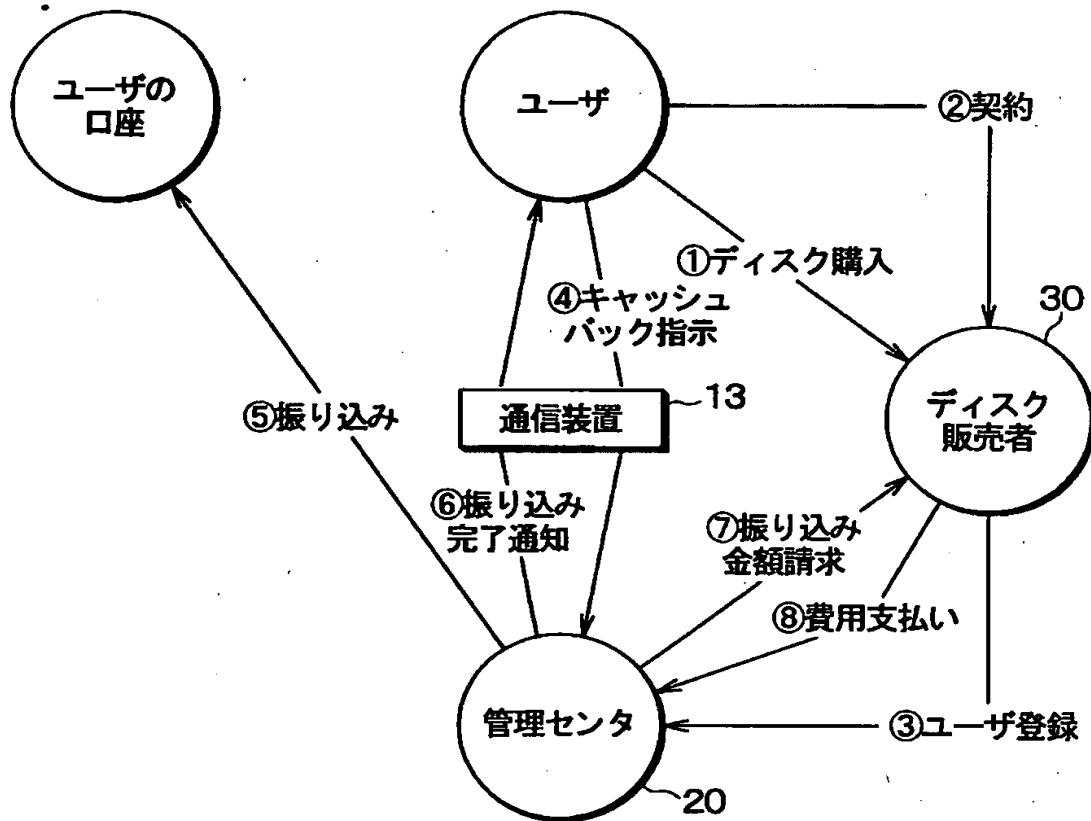 ユーザの
口座
ユーザ
②契約
①ディスク購入
④キャッシュ
バック指示
30
ディスク
販売者
13
通信装置
⑤振り込み
⑥振り込み
完了通知
⑦振り込み
金額請求
⑧費用支払い
管理センタ
③ユーザ登録
20